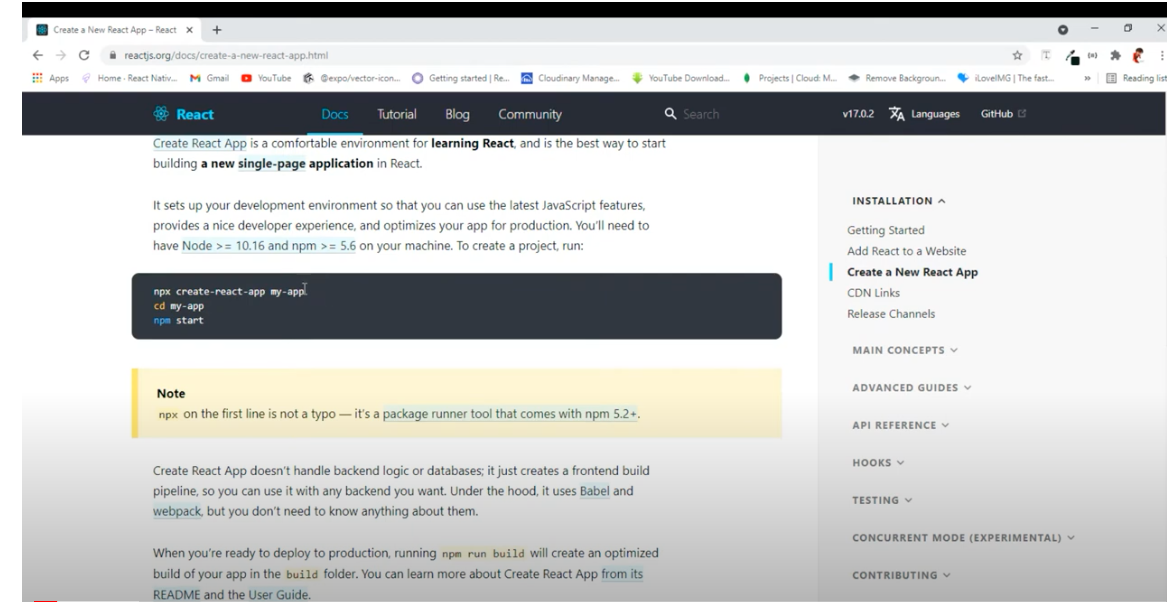 Create a New React App – React
reactjs.org/docs/create-a-new-react-app.html
Apps Home - React Nativ... Gmail YouTube @expo/vector-icon... Getting started | Re... Cloudinary Manage... YouTube Download... Projects | Cloud: M... Remove Backgroun... iLoveIMG | The fast... » Reading list
React Docs Tutorial Blog Community Search v17.0.2 Languages GitHub
Create React App is a comfortable environment for learning React, and is the best way to start
building a new single-page application in React.
It sets up your development environment so that you can use the latest JavaScript features,
provides a nice developer experience, and optimizes your app for production. You'll need to
have Node >= 10.16 and npm >= 5.6 on your machine. To create a project, run:
npx create-react-app my-app
cd my-app
npm start
Note
npx on the first line is not a typo — it's a package runner tool that comes with npm 5.2+.
Create React App doesn't handle backend logic or databases; it just creates a frontend build
pipeline, so you can use it with any backend you want. Under the hood, it uses Babel and
webpack, but you don't need to know anything about them.
When you're ready to deploy to production, running npm run build will create an optimized
build of your app in the build folder. You can learn more about Create React App from its
README and the User Guide.
INSTALLATION
Getting Started
Add React to a Website
Create a New React App
CDN Links
Release Channels
MAIN CONCEPTS
ADVANCED GUIDES
API REFERENCE
HOOKS
TESTING
CONCURRENT MODE (EXPERIMENTAL)
CONTRIBUTING